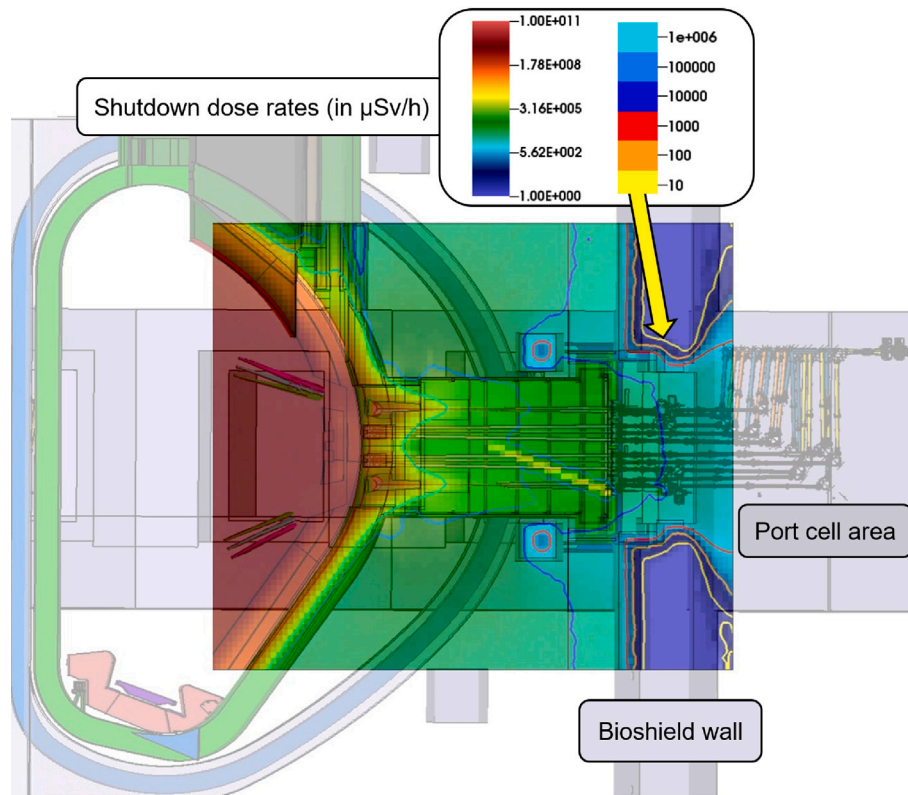 Shutdown dose rates (in µSv/h)
1.00E+011
1.78E+008
3.16E+005
5.62E+002
1.00E+000
1e+006
100000
10000
1000
100
10
Port cell area
Bioshield wall